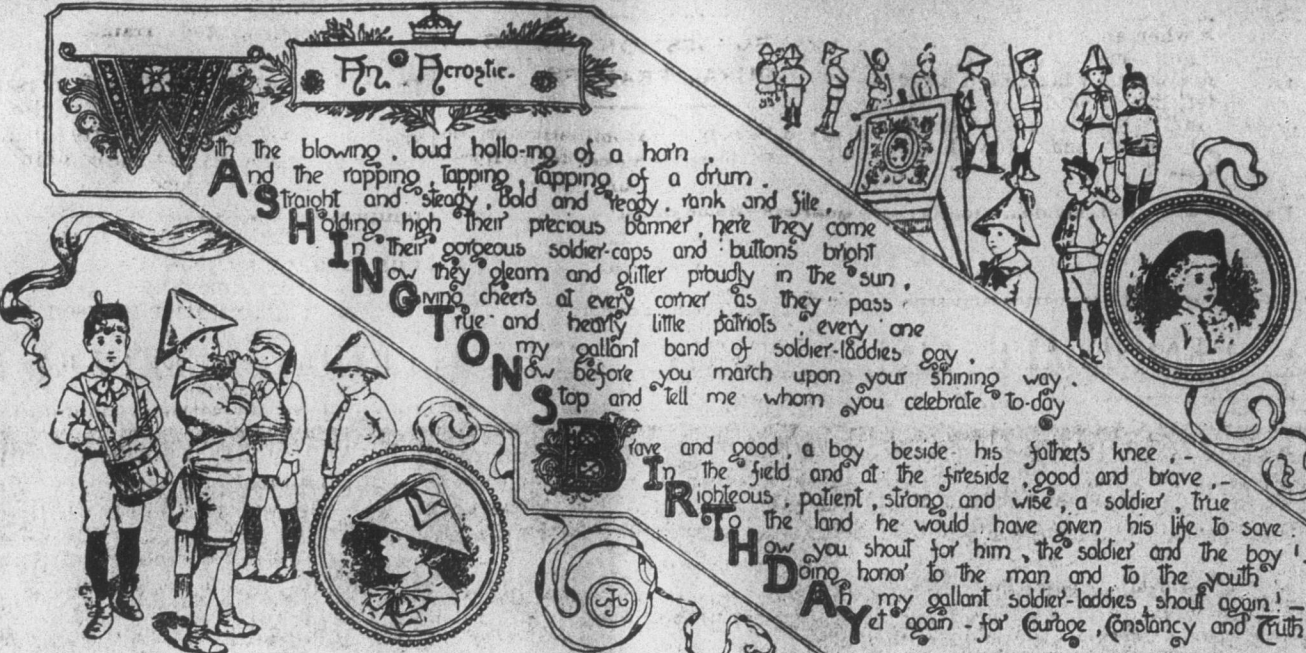 An Acrostic.
With the blowing, loud hollo-ing of a horn,
And the rapping, tapping, tapping of a drum.
Straight and steady, bold and ready, rank and file,
Holding high their precious banner, here they come
In their gorgeous soldier-caps and buttons bright
Now they gleam and glitter proudly in the sun,
Giving cheers at every corner as they pass
True and hearty little patriots, every one
O my gallant band of soldier-laddies gay,
Now before you march upon your shining way.
Stop and tell me whom you celebrate to-day
Brave and good, a boy beside his father's knee, -
In the field and at the fireside, good and brave, -
Righteous, patient, strong and wise, a soldier, true
To the land he would have given his life to save.
How you shout for him, the soldier and the boy!
Doing honor to the man and to the youth
Ah my gallant soldier-laddies, shout again! -
Yet again - for Courage, Constancy and Truth